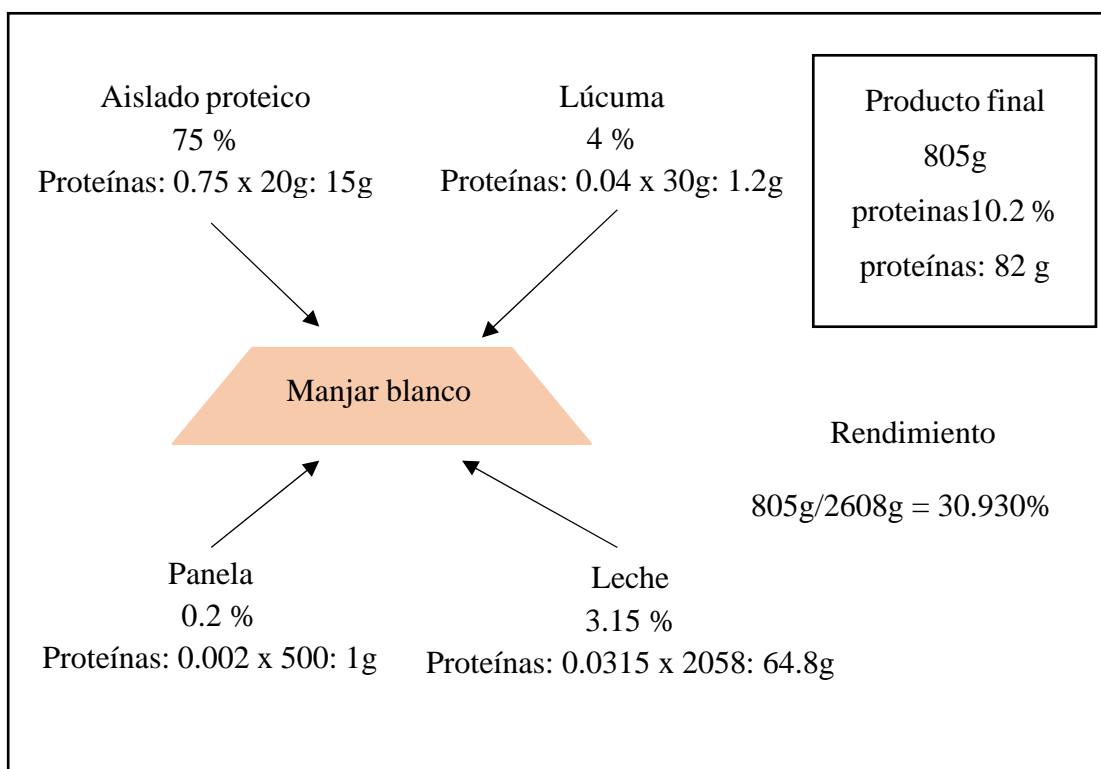 Aislado proteico
75 %
Proteínas: 0.75 x 20g: 15g
Lúcuma
4 %
Proteínas: 0.04 x 30g: 1.2g
Producto final
805g
proteinas10.2 %
proteínas: 82 g
Manjar blanco
Rendimiento
805g/2608g = 30.930%
Panela
0.2 %
Proteínas: 0.002 x 500: 1g
Leche
3.15 %
Proteínas: 0.0315 x 2058: 64.8g